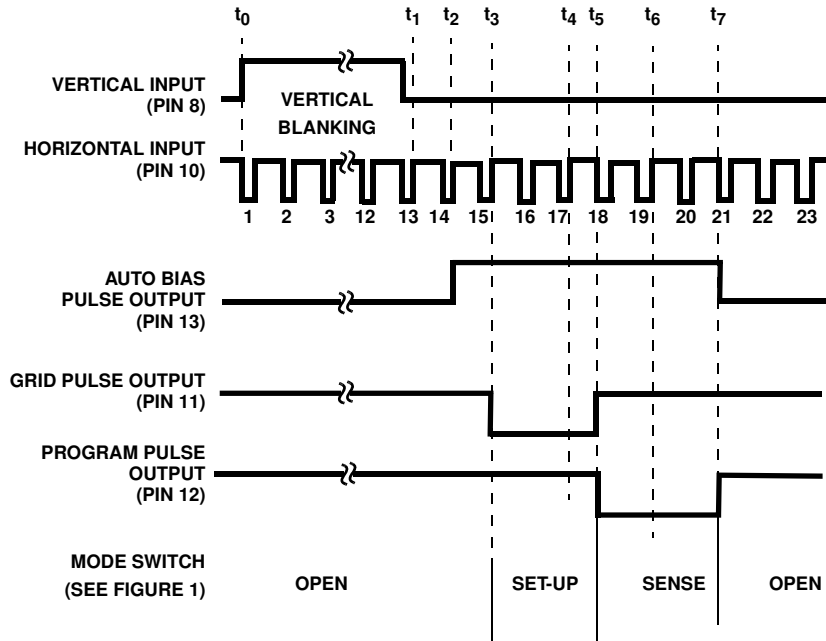 t0 t1 t2 t3 t4 t5 t6 t7
VERTICAL INPUT
(PIN 8)
VERTICAL
BLANKING
HORIZONTAL INPUT
(PIN 10)
1 2 3 12 13 14 15 16 17 18 19 20 21 22 23
AUTO BIAS
PULSE OUTPUT
(PIN 13)
GRID PULSE OUTPUT
(PIN 11)
PROGRAM PULSE
OUTPUT
(PIN 12)
MODE SWITCH
(SEE FIGURE 1)
OPEN SET-UP SENSE OPEN